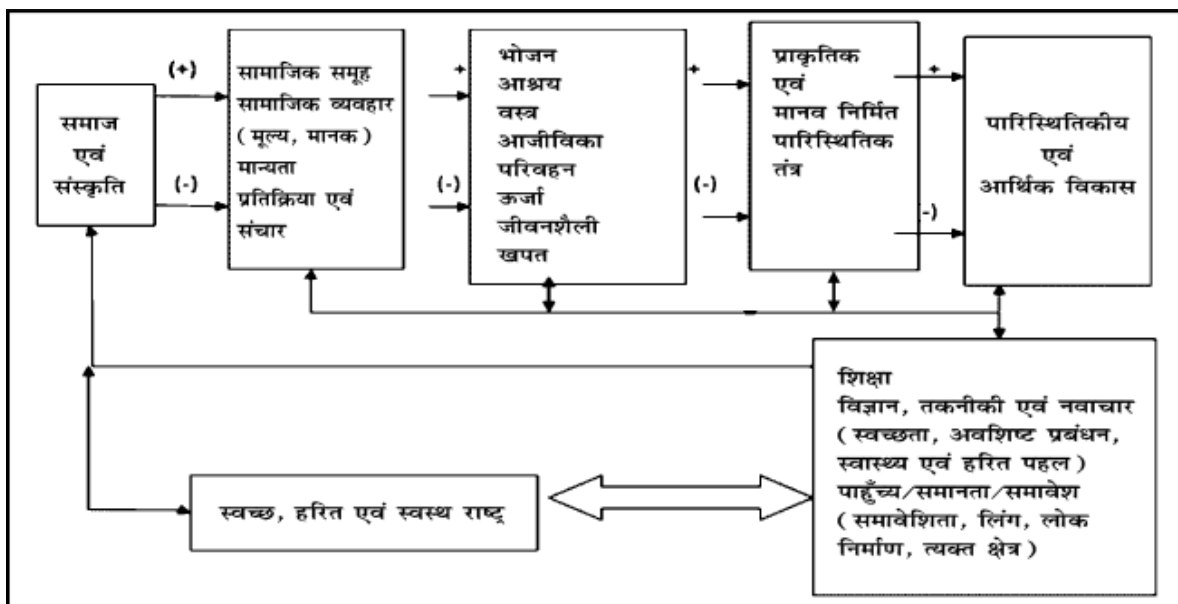 समाज
एवं
संस्कृति
(+)
(-)
सामाजिक समूह
सामाजिक व्यवहार
(मूल्य, मानक)
मान्यता
प्रतिक्रिया एवं
संचार
+
(-)
भोजन
आश्रय
वस्त्र
आजीविका
परिवहन
ऊर्जा
जीवनशैली
खपत
+
(-)
प्राकृतिक
एवं
मानव निर्मित
पारिस्थितिक
तंत्र
+
(-)
पारिस्थितिकीय
एवं
आर्थिक विकास
शिक्षा
विज्ञान, तकनीकी एवं नवाचार
(स्वच्छता, अवशिष्ट प्रबंधन,
स्वास्थ्य एवं हरित पहल)
पाहुँच्य/समानता/समावेश
(समावेशिता, लिंग, लोक
निर्माण, त्यक्त क्षेत्र)
स्वच्छ, हरित एवं स्वस्थ राष्ट्र